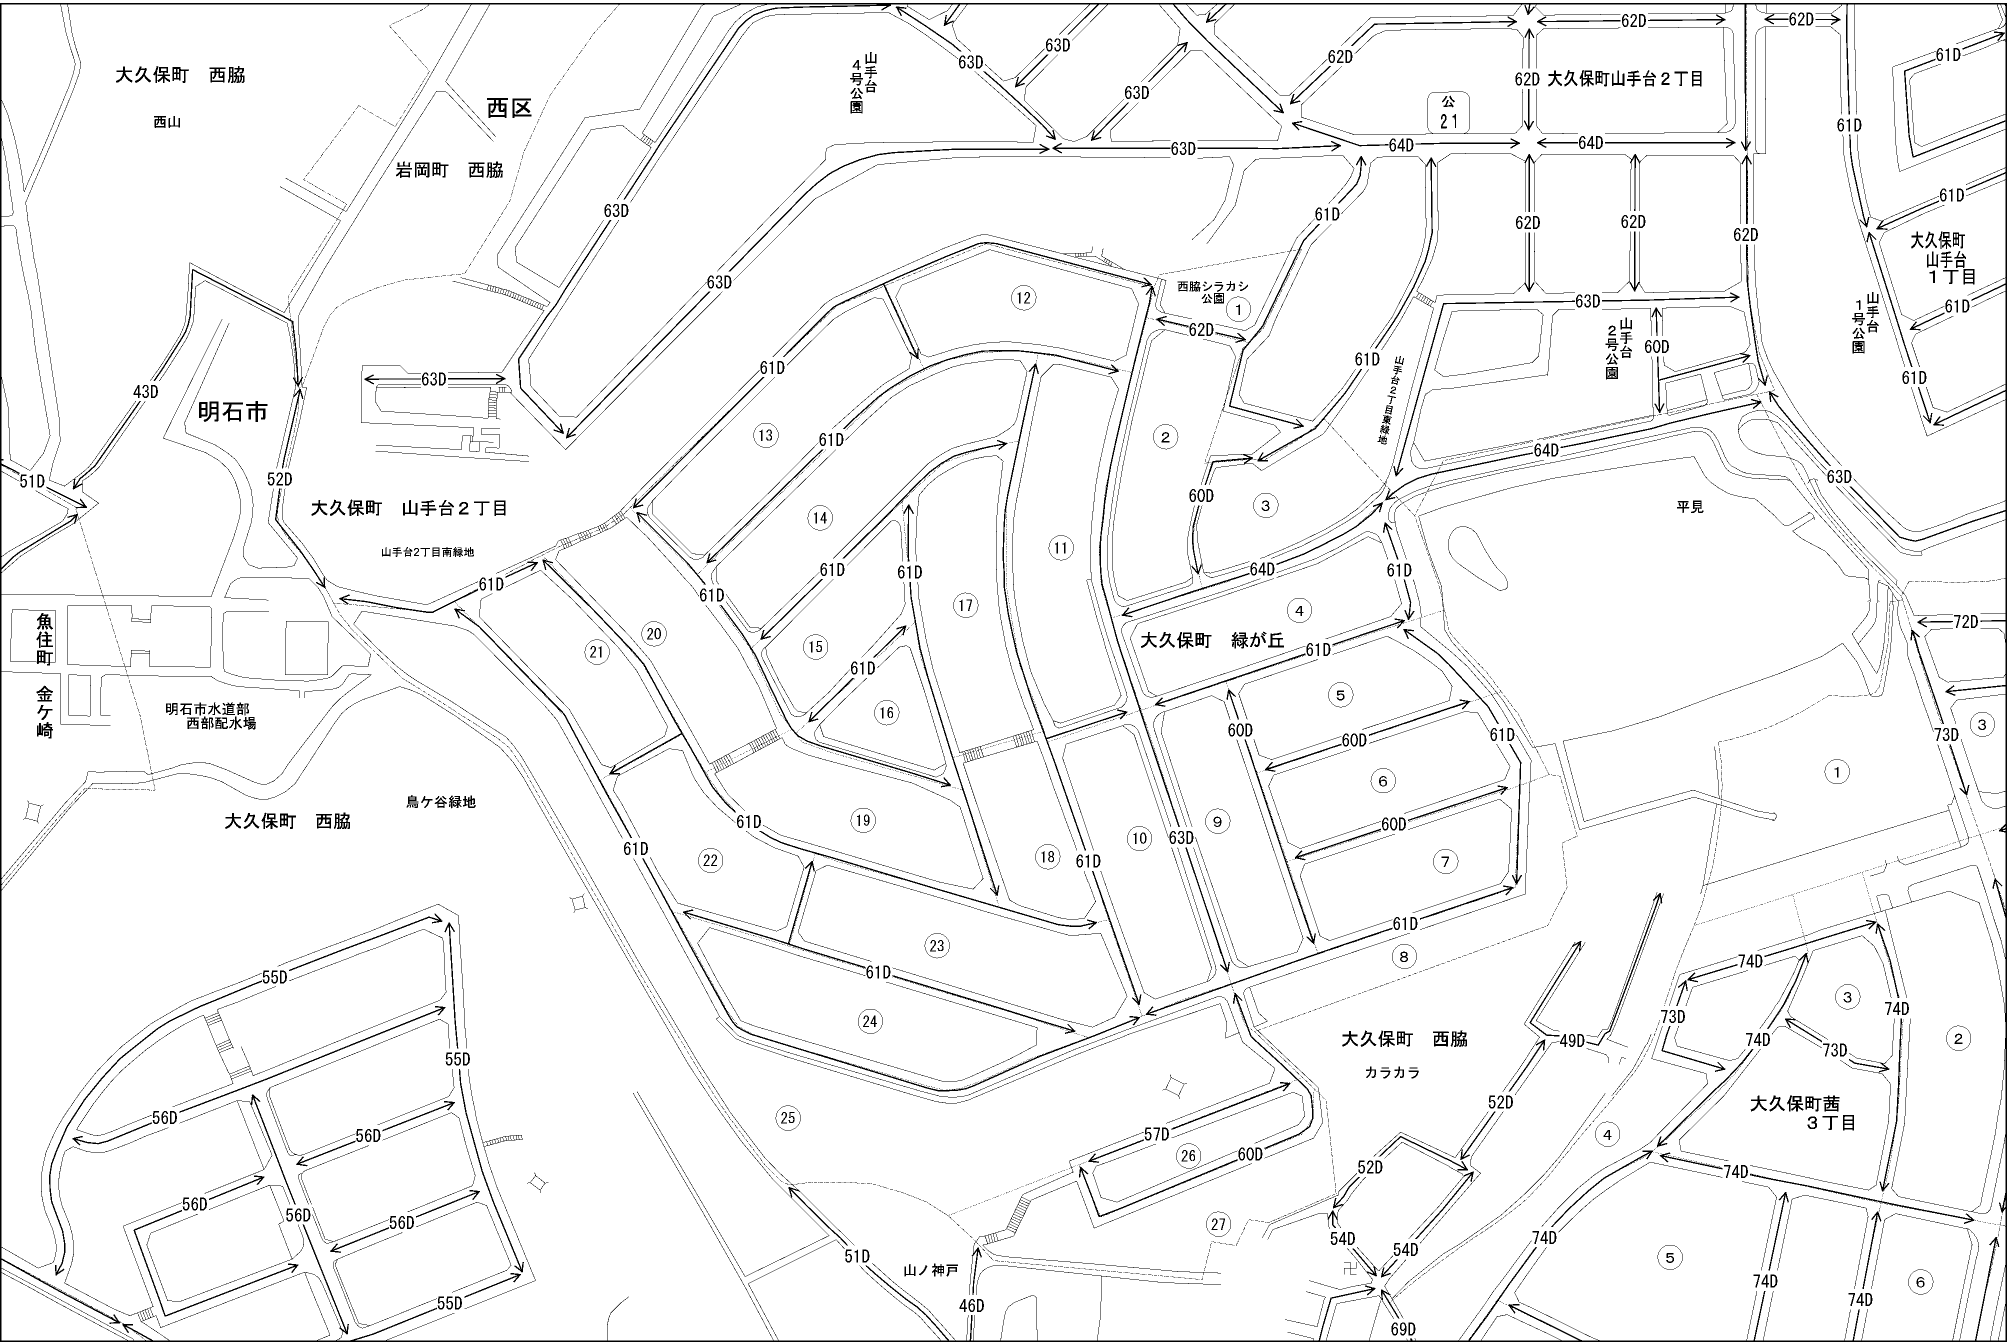 62D
62D
63D
63D
61D
大久保町　西脇
山手台
4号公園
62D
62D
大久保町山手台２丁目
63D
公
21
西山
西区
61D
64D
64D
63D
岩岡町　西脇
61D
63D
61D
62D
62D
62D
大久保町
山手台
１丁目
63D
西脇シラカシ
公園
1
12
63D
61D
山手台
1号公園
山手台
2号公園
62D
60D
61D
61D
山手台2丁目東緑地
63D
61D
43D
明石市
13
61D
2
64D
51D
52D
63D
60D
3
平見
大久保町　山手台２丁目
14
山手台2丁目南緑地
11
61D
61D
61D
64D
61D
61D
17
4
魚住町　金ケ崎
20
大久保町　緑が丘
72D
21
15
61D
61D
5
明石市水道部
西部配水場
16
60D
61D
73D
3
60D
1
6
鳥ケ谷緑地
大久保町　西脇
61D
19
9
60D
61D
22
18
61D
10
63D
7
61D
23
8
55D
61D
74D
24
3
74D
73D
49D
大久保町　西脇
74D
2
55D
73D
カラカラ
52D
大久保町茜
３丁目
56D
25
56D
57D
26
60D
4
52D
74D
56D
56D
56D
27
54D
54D
74D
51D
山ノ神戸
5
卍
74D
6
55D
46D
74D
69D